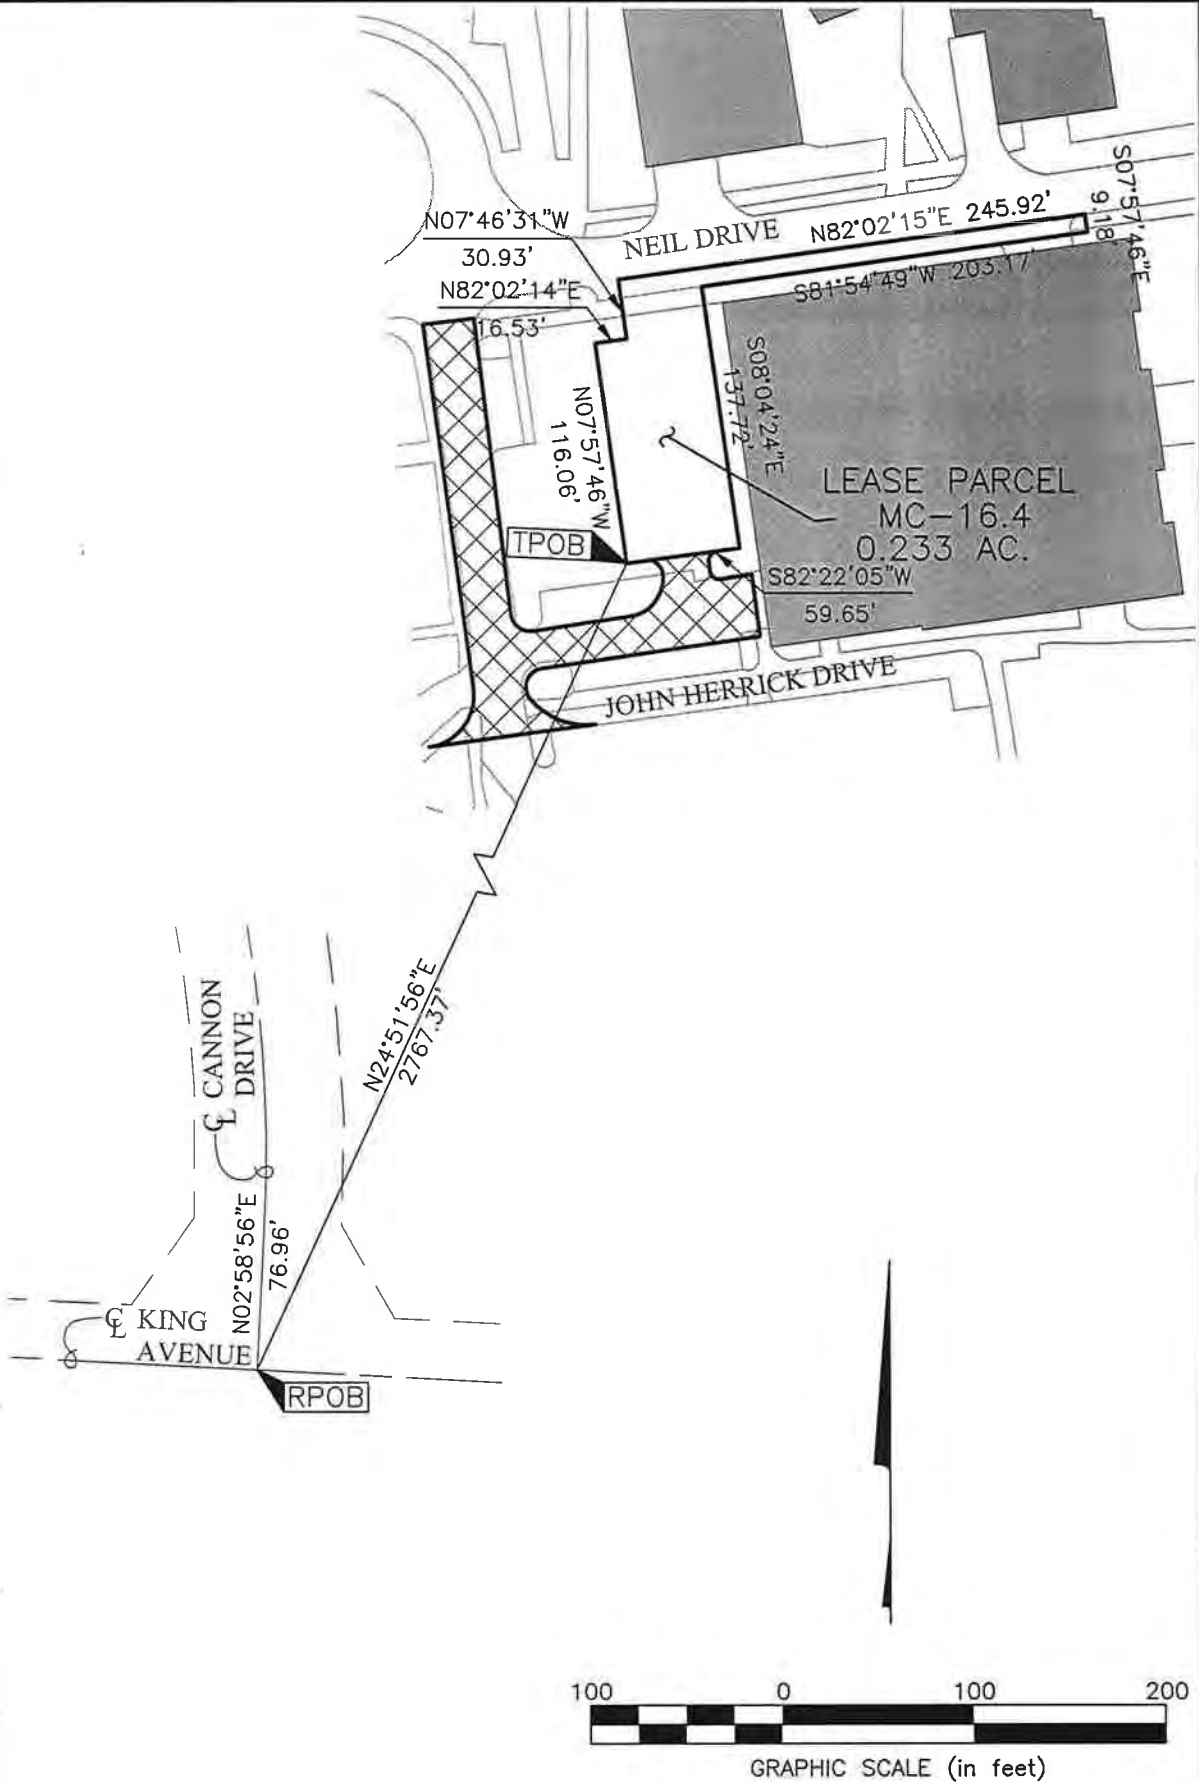 S07°57'46"E
9.18'
N07°46'31"W
30.93'
NEIL DRIVE
N82°02'15"E 245.92'
N82°02'14"E
16.53'
S81°54'49"W 203.17'
S08°04'24"E
137.72'
N07°57'46"W
116.06'
LEASE PARCEL
MC-16.4
0.233 AC.
TPOB
S82°22'05"W
59.65'
JOHN HERRICK DRIVE
N24°51'56"E
2767.37'
℄ CANNON
DRIVE
N02°58'56"E
76.96'
℄ KING
AVENUE
RPOB
100 0 100 200
GRAPHIC SCALE (in feet)